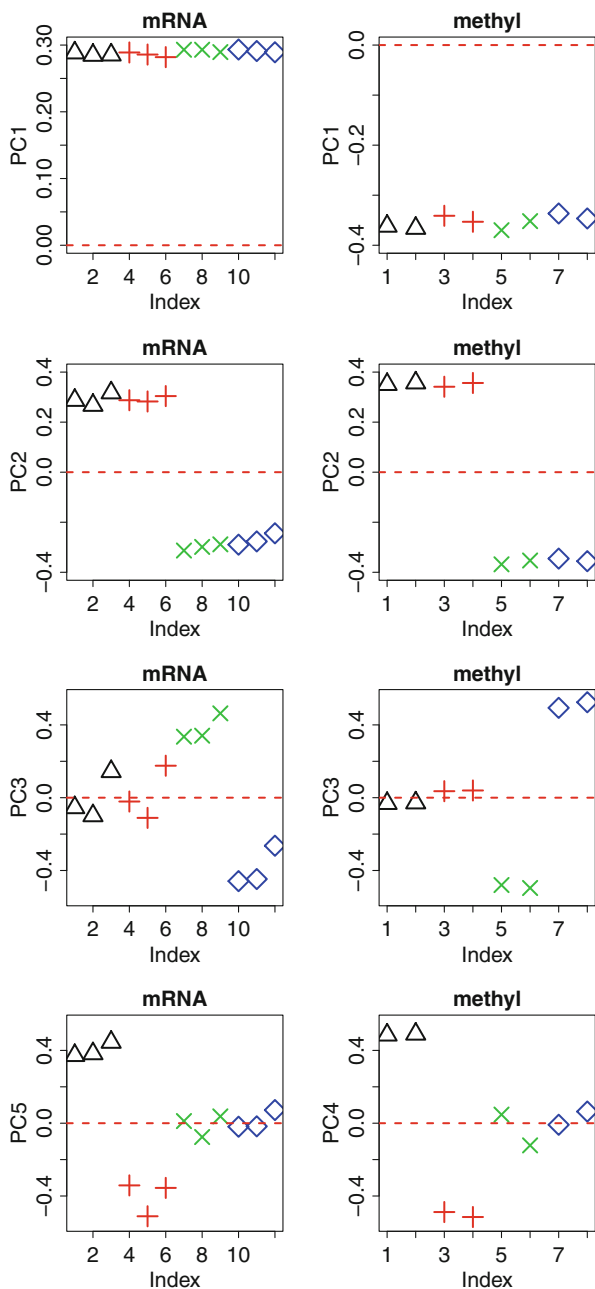 mRNA
PC1
0.00 0.10 0.20 0.30
2 4 6 8 10
Index
methyl
PC1
−0.4 −0.2 0.0
1 3 5 7
Index
mRNA
PC2
−0.4 0.0 0.2 0.4
2 4 6 8 10
Index
methyl
PC2
−0.4 0.0 0.2 0.4
1 3 5 7
Index
mRNA
PC3
−0.4 0.0 0.4
2 4 6 8 10
Index
methyl
PC3
−0.4 0.0 0.4
1 3 5 7
Index
mRNA
PC5
−0.4 0.0 0.4
2 4 6 8 10
Index
methyl
PC4
−0.4 0.0 0.4
1 3 5 7
Index